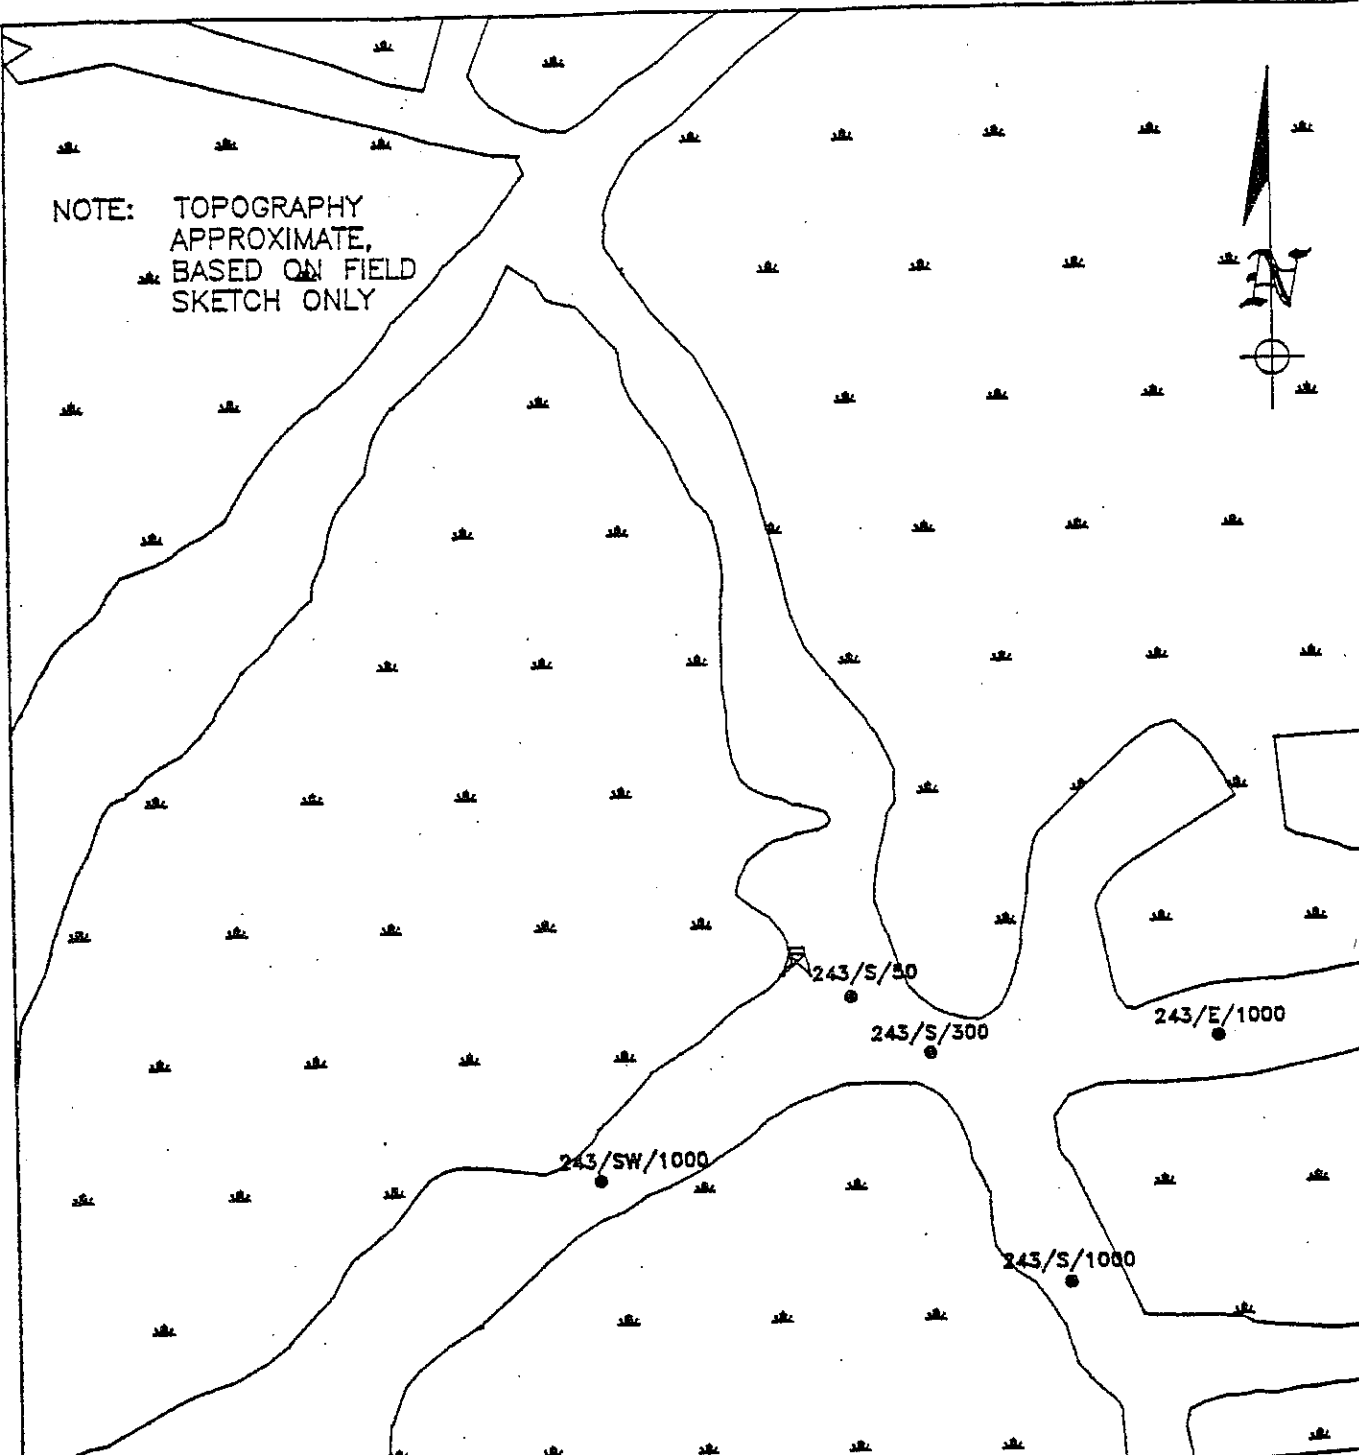 NOTE: TOPOGRAPHY
APPROXIMATE,
BASED ON FIELD
SKETCH ONLY
N
243/S/50
243/S/300
243/E/1000
243/SW/1000
243/S/1000